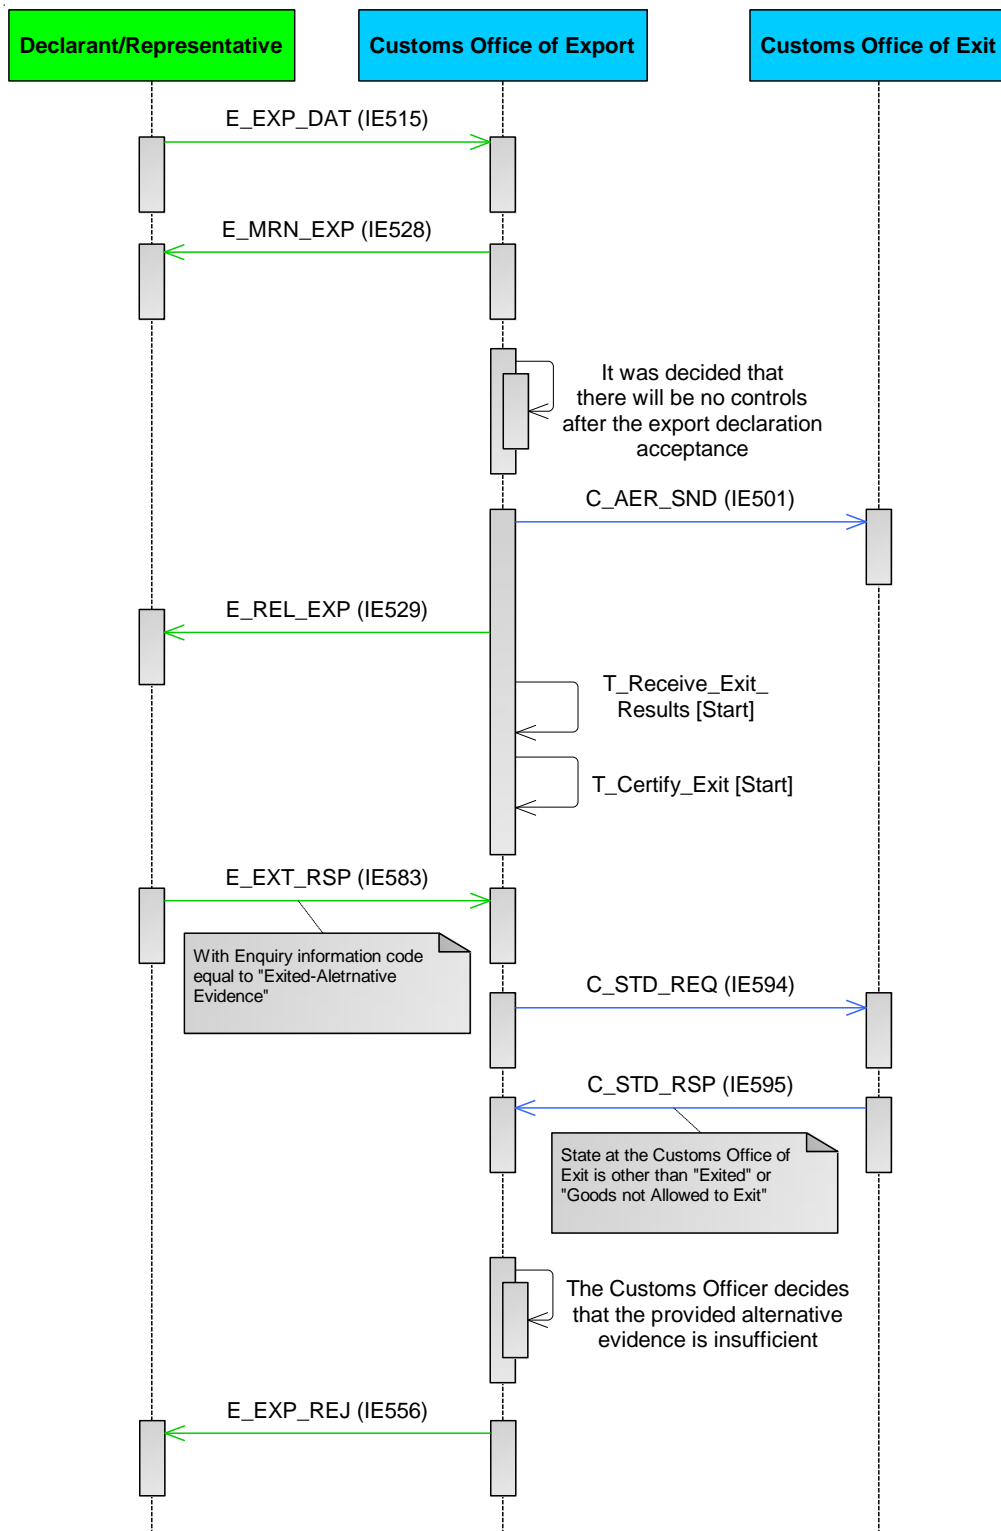 Declarant/Representative
Customs Office of Export
Customs Office of Exit
E_EXP_DAT (IE515)
E_MRN_EXP (IE528)
It was decided that
there will be no controls
after the export declaration
acceptance
C_AER_SND (IE501)
E_REL_EXP (IE529)
T_Receive_Exit_
Results [Start]
T_Certify_Exit [Start]
E_EXT_RSP (IE583)
With Enquiry information code
equal to "Exited-Aletrnative
Evidence"
C_STD_REQ (IE594)
C_STD_RSP (IE595)
State at the Customs Office of
Exit is other than "Exited" or
"Goods not Allowed to Exit"
The Customs Officer decides
that the provided alternative
evidence is insufficient
E_EXP_REJ (IE556)